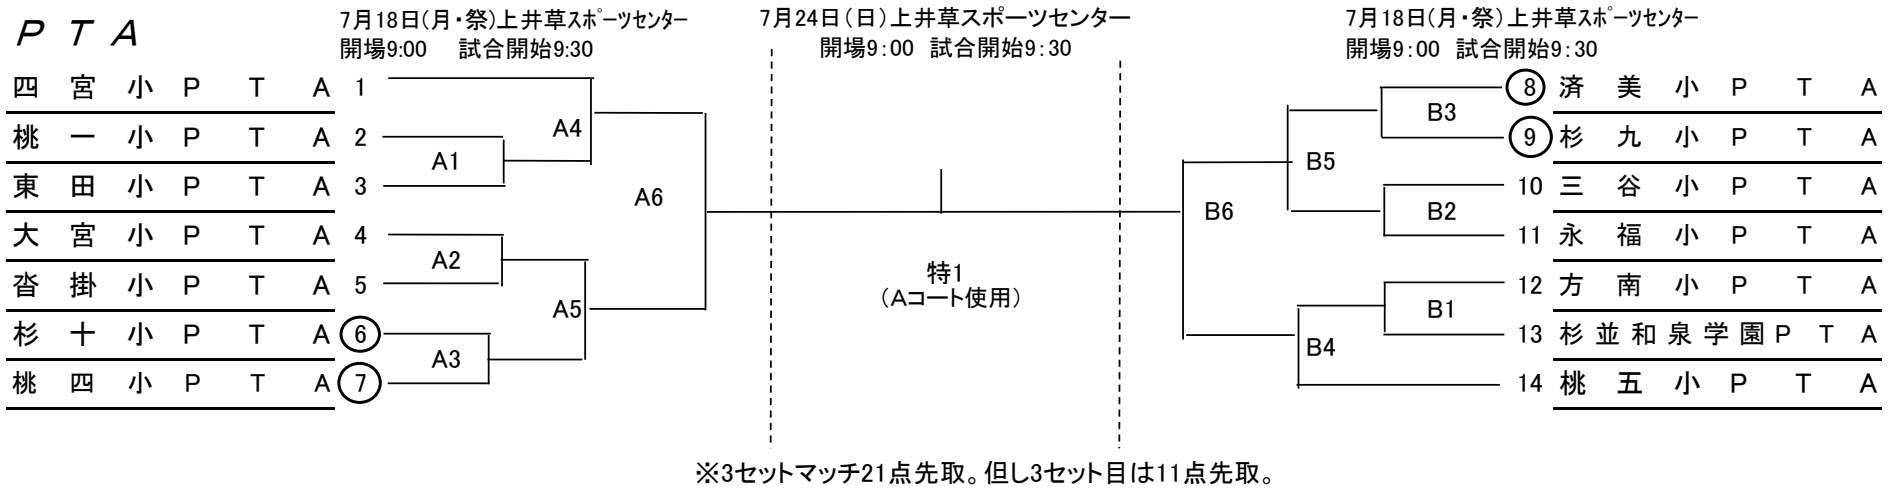 PTA
7月18日(月・祭)上井草スポーツセンター
開場9:00 試合開始9:30
7月24日(日)上井草スポーツセンター
開場9:00 試合開始9:30
7月18日(月・祭)上井草スポーツセンター
開場9:00 試合開始9:30
四宮小PTA 1
桃一小PTA 2
東田小PTA 3
大宮小PTA 4
沓掛小PTA 5
杉十小PTA 6
桃四小PTA 7
A4
A1
A6
A2
A5
A3
特1
(Aコート使用)
B3
B5
B6
B2
B1
B4
8 済美小PTA
9 杉九小PTA
10 三谷小PTA
11 永福小PTA
12 方南小PTA
13 杉並和泉学園PTA
14 桃五小PTA
※3セットマッチ21点先取。但し3セット目は11点先取。